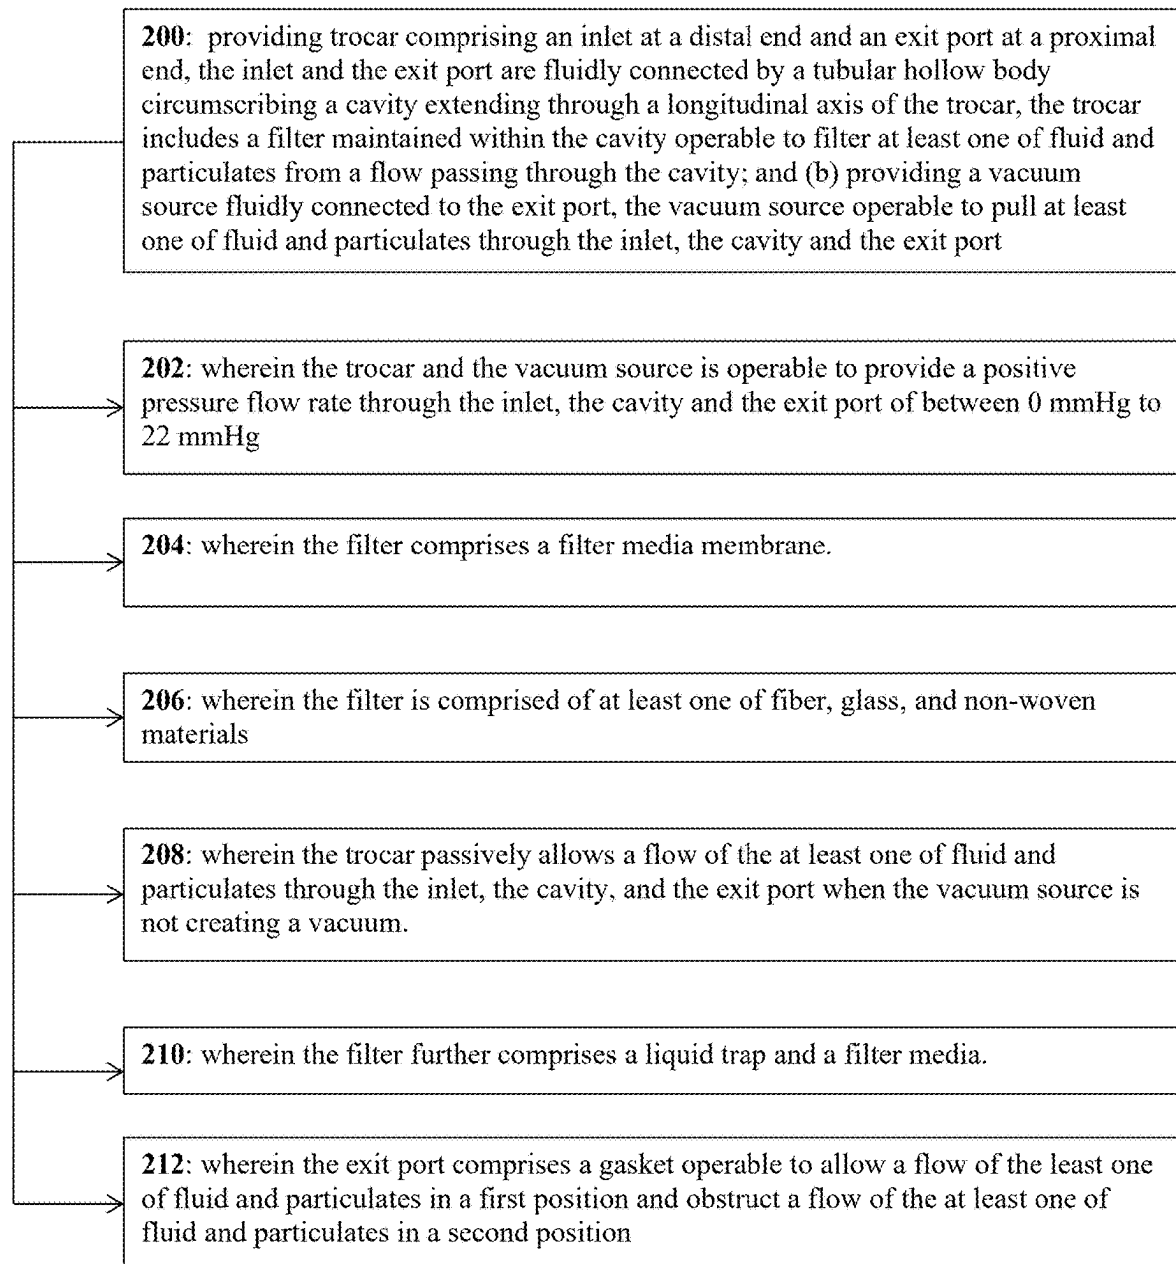 200: providing trocar comprising an inlet at a distal end and an exit port at a proximal
end, the inlet and the exit port are fluidly connected by a tubular hollow body
circumscribing a cavity extending through a longitudinal axis of the trocar, the trocar
includes a filter maintained within the cavity operable to filter at least one of fluid and
particulates from a flow passing through the cavity; and (b) providing a vacuum
source fluidly connected to the exit port, the vacuum source operable to pull at least
one of fluid and particulates through the inlet, the cavity and the exit port
202: wherein the trocar and the vacuum source is operable to provide a positive
pressure flow rate through the inlet, the cavity and the exit port of between 0 mmHg to
22 mmHg
204: wherein the filter comprises a filter media membrane.
206: wherein the filter is comprised of at least one of fiber, glass, and non-woven
materials
208: wherein the trocar passively allows a flow of the at least one of fluid and
particulates through the inlet, the cavity, and the exit port when the vacuum source is
not creating a vacuum.
210: wherein the filter further comprises a liquid trap and a filter media.
212: wherein the exit port comprises a gasket operable to allow a flow of the least one
of fluid and particulates in a first position and obstruct a flow of the at least one of
fluid and particulates in a second position